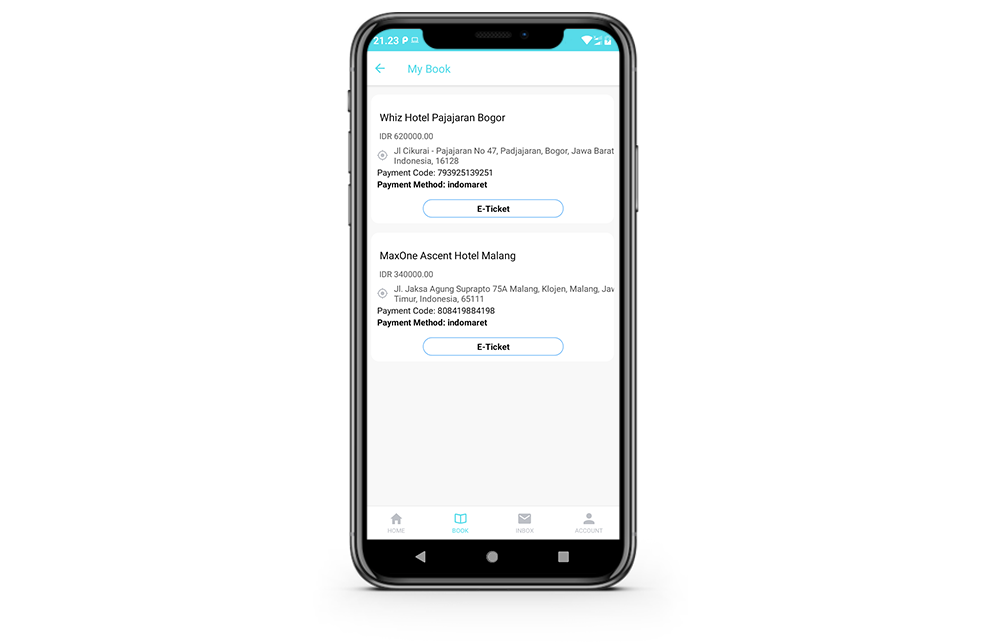 21.23
My Book
Whiz Hotel Pajajaran Bogor
IDR 620000.00
Jl Cikurai - Pajajaran No 47, Padjajaran, Bogor, Jawa Barat
Indonesia, 16128
Payment Code: 793925139251
Payment Method: indomaret
E-Ticket
MaxOne Ascent Hotel Malang
IDR 340000.00
Jl. Jaksa Agung Suprapto 75A Malang, Klojen, Malang, Jaw
Timur, Indonesia, 65111
Payment Code: 808419884198
Payment Method: indomaret
E-Ticket
HOME
BOOK
INBOX
ACCOUNT